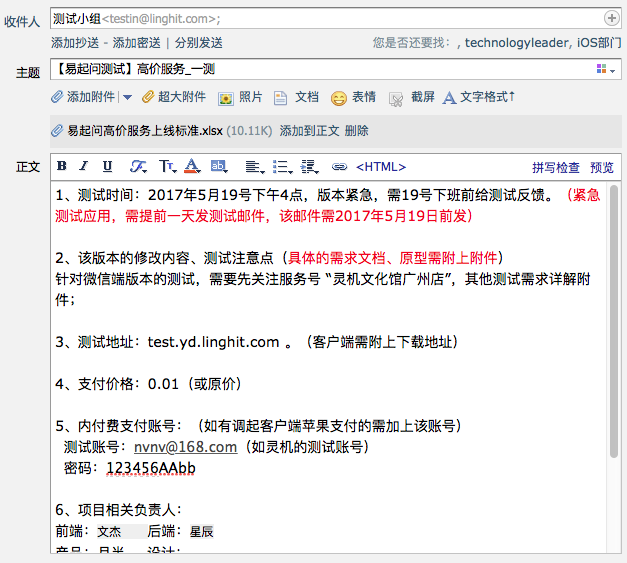 收件人 测试小组<testin@linghit.com>;
添加抄送 - 添加密送 | 分别发送 您是否还要找：, technologyleader, iOS部门
主题 【易起问测试】高价服务_一测
添加附件 | 超大附件 照片 文档 表情 截屏 文字格式↑
易起问高价服务上线标准.xlsx (10.11K) 添加到正文 删除
正文 B I U <HTML> 拼写检查 预览
1、测试时间：2017年5月19号下午4点，版本紧急，需19号下班前给测试反馈。（紧急
测试应用，需提前一天发测试邮件，该邮件需2017年5月19日前发）
2、该版本的修改内容、测试注意点（具体的需求文档、原型需附上附件）
针对微信端版本的测试，需要先关注服务号 “灵机文化馆广州店”，其他测试需求详解附
件；
3、测试地址：test.yd.linghit.com 。（客户端需附上下载地址）
4、支付价格：0.01（或原价）
5、内付费支付账号：（如有调起客户端苹果支付的需加上该账号）
测试账号：nvnv@168.com（如灵机的测试账号）
密码：123456AAbb
6、项目相关负责人：
前端：文杰 后端：星辰